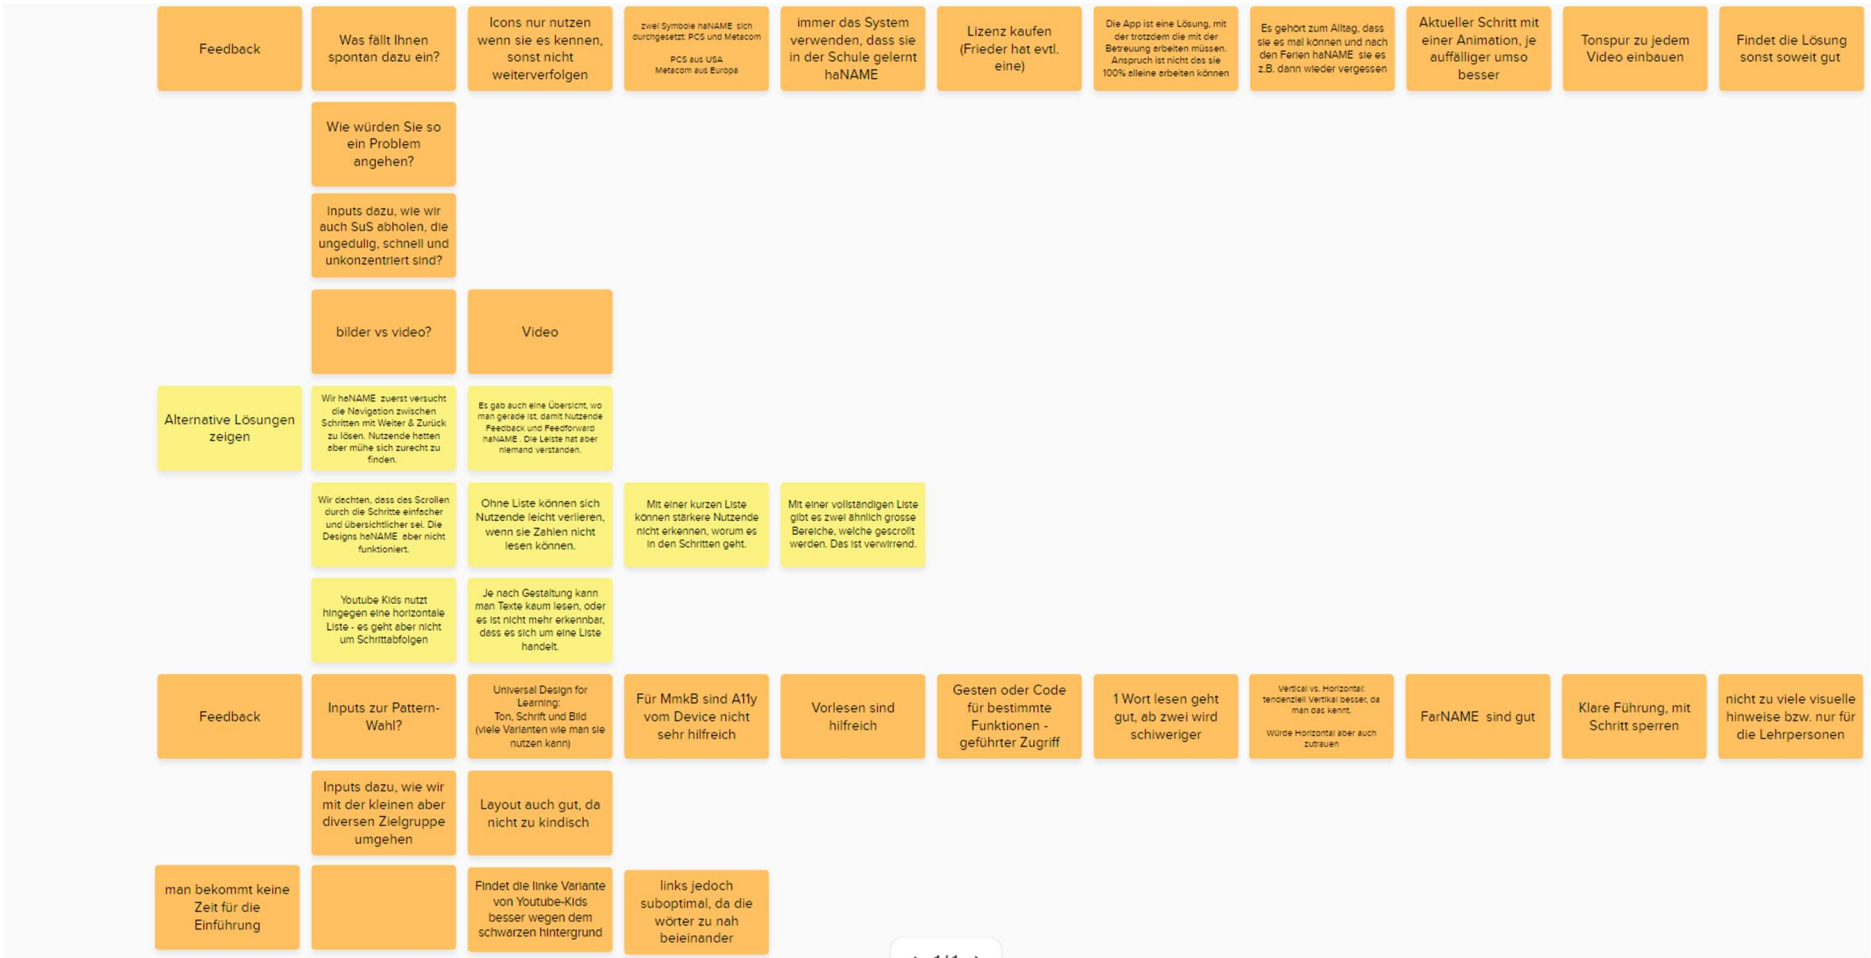 Feedback
Was fällt Ihnen
spontan dazu ein?
Icons nur nutzen
wenn sie es kennen,
sonst nicht
weiterverfolgen
zwei Symbole haNAME sich
durchgesetzt: PCS und Metacom
PCS aus USA
Metacom aus Europa
immer das System
verwenden, dass sie
in der Schule gelernt
haNAME
Lizenz kaufen
(Frieder hat evtl.
eine)
Die App ist eine Lösung, mit
der trotzdem die mit der
Betreuung arbeiten müssen.
Anspruch ist nicht das sie
100% alleine arbeiten können
Es gehört zum Alltag, dass
sie es mal können und nach
den Ferien haNAME sie es
z.B. dann wieder vergessen
Aktueller Schritt mit
einer Animation, je
auffälliger umso
besser
Tonspur zu jedem
Video einbauen
Findet die Lösung
sonst soweit gut
Wie würden Sie so
ein Problem
angehen?
Inputs dazu, wie wir
auch SuS abholen, die
ungedulig, schnell und
unkonzentriert sind?
bilder vs video?
Video
Alternative Lösungen
zeigen
Wir haNAME zuerst versucht
die Navigation zwischen
Schritten mit Weiter & Zurück
zu lösen. Nutzende hatten
aber mühe sich zurecht zu
finden.
Es gab auch eine Übersicht, wo
man gerade ist, damit Nutzende
Feedback und Feedforward
haNAME . Die Leiste hat aber
niemand verstanden.
Wir dachten, dass das Scrollen
durch die Schritte einfacher
und übersichtlicher sei. Die
Designs haNAME aber nicht
funktioniert.
Ohne Liste können sich
Nutzende leicht verlieren,
wenn sie Zahlen nicht
lesen können.
Mit einer kurzen Liste
können stärkere Nutzende
nicht erkennen, worum es
in den Schritten geht.
Mit einer vollständigen Liste
gibt es zwei ähnlich grosse
Bereiche, welche gescrollt
werden. Das ist verwirrend.
Youtube Kids nutzt
hingegen eine horizontale
Liste - es geht aber nicht
um Schrittabfolgen
Je nach Gestaltung kann
man Texte kaum lesen, oder
es ist nicht mehr erkennbar,
dass es sich um eine Liste
handelt.
Feedback
Inputs zur Pattern-
Wahl?
Universal Design for
Learning:
Ton, Schrift und Bild
(viele Varianten wie man sie
nutzen kann)
Für MmkB sind A11y
vom Device nicht
sehr hilfreich
Vorlesen sind
hilfreich
Gesten oder Code
für bestimmte
Funktionen -
geführter Zugriff
1 Wort lesen geht
gut, ab zwei wird
schwieriger
Vertical vs. Horizontal:
tendenziell Vertikal besser, da
man das kennt.
Würde Horizontal aber auch
zutrauen
FarNAME sind gut
Klare Führung, mit
Schritt sperren
nicht zu viele visuelle
hinweise bzw. nur für
die Lehrpersonen
Inputs dazu, wie wir
mit der kleinen aber
diversen Zielgruppe
umgehen
Layout auch gut, da
nicht zu kindisch
man bekommt keine
Zeit für die
Einführung
Findet die linke Variante
von Youtube-Kids
besser wegen dem
schwarzen hintergrund
links jedoch
suboptimal, da die
wörter zu nah
beieinander